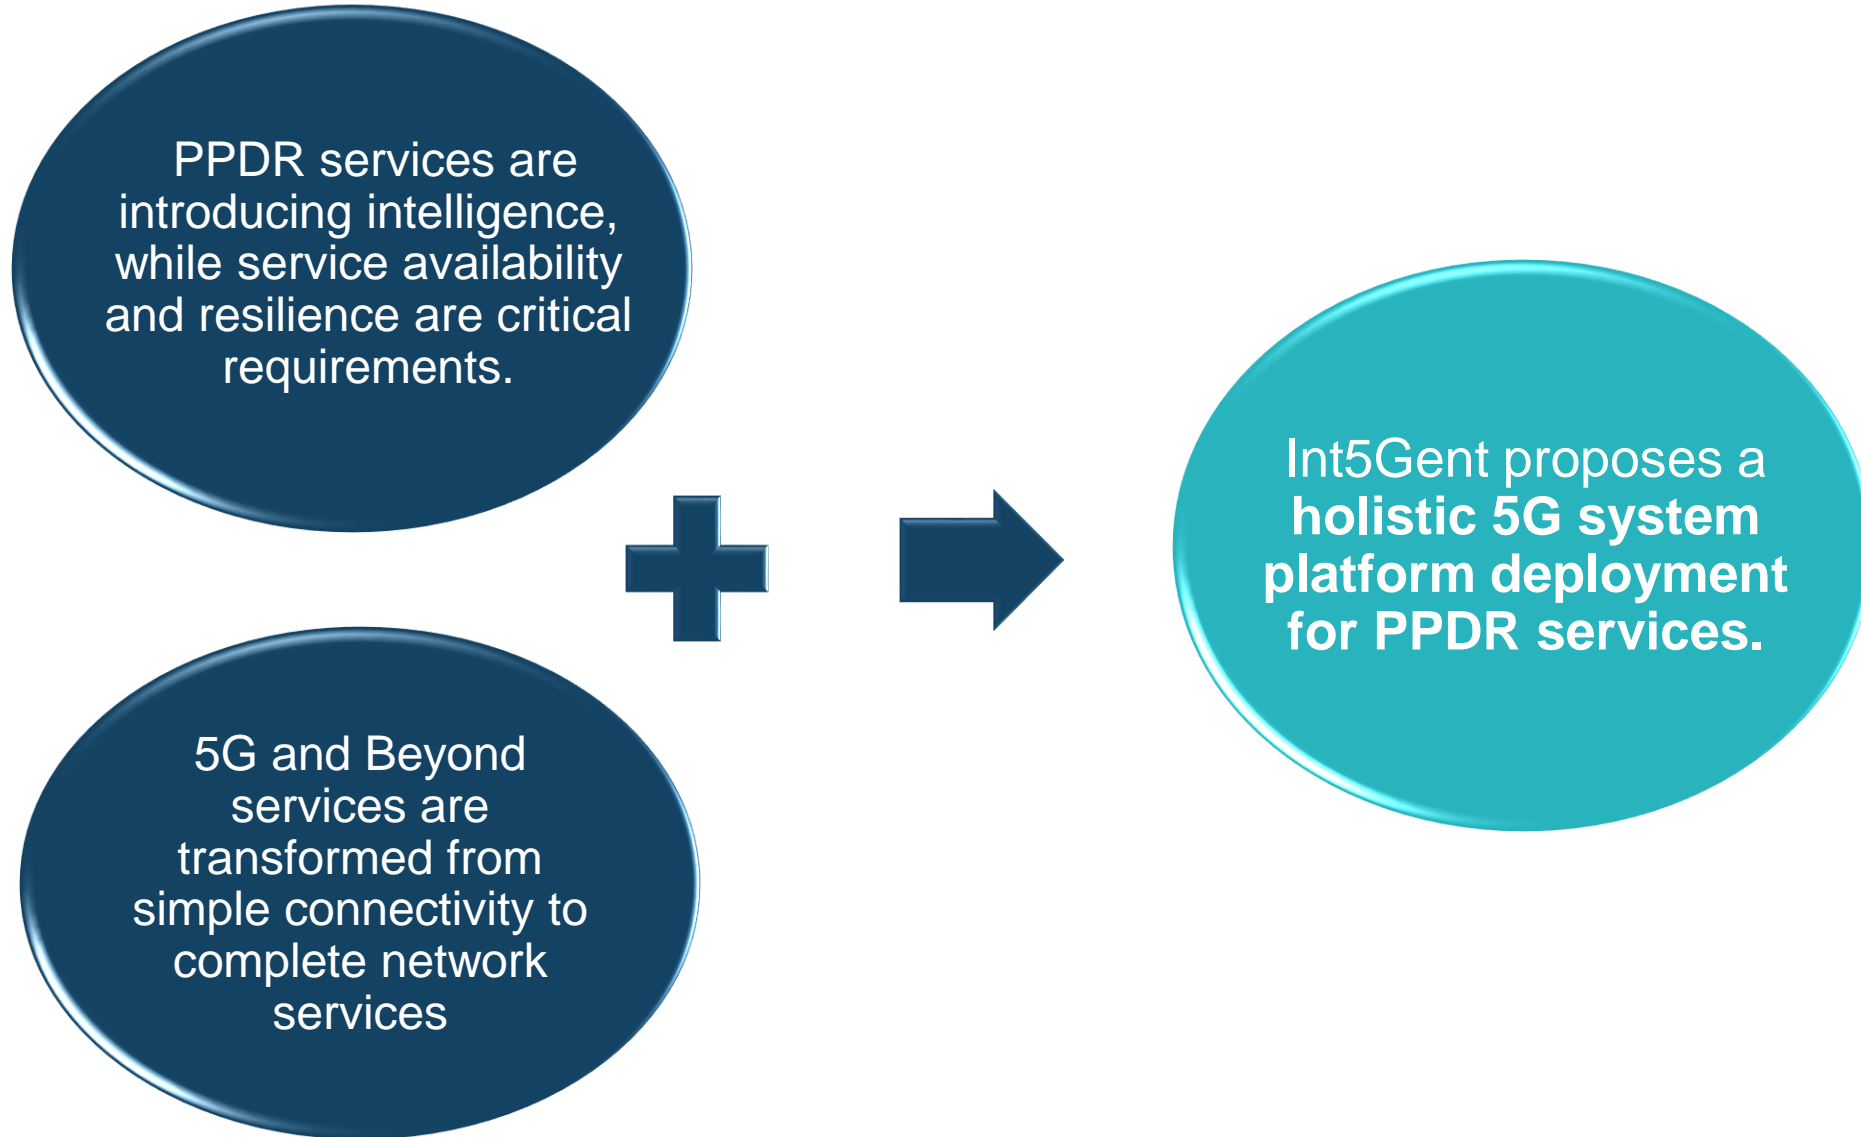 PPDR services are
introducing intelligence,
while service availability
and resilience are critical
requirements.
5G and Beyond
services are
transformed from
simple connectivity to
complete network
services
Int5Gent proposes a
holistic 5G system
platform deployment
for PPDR services.